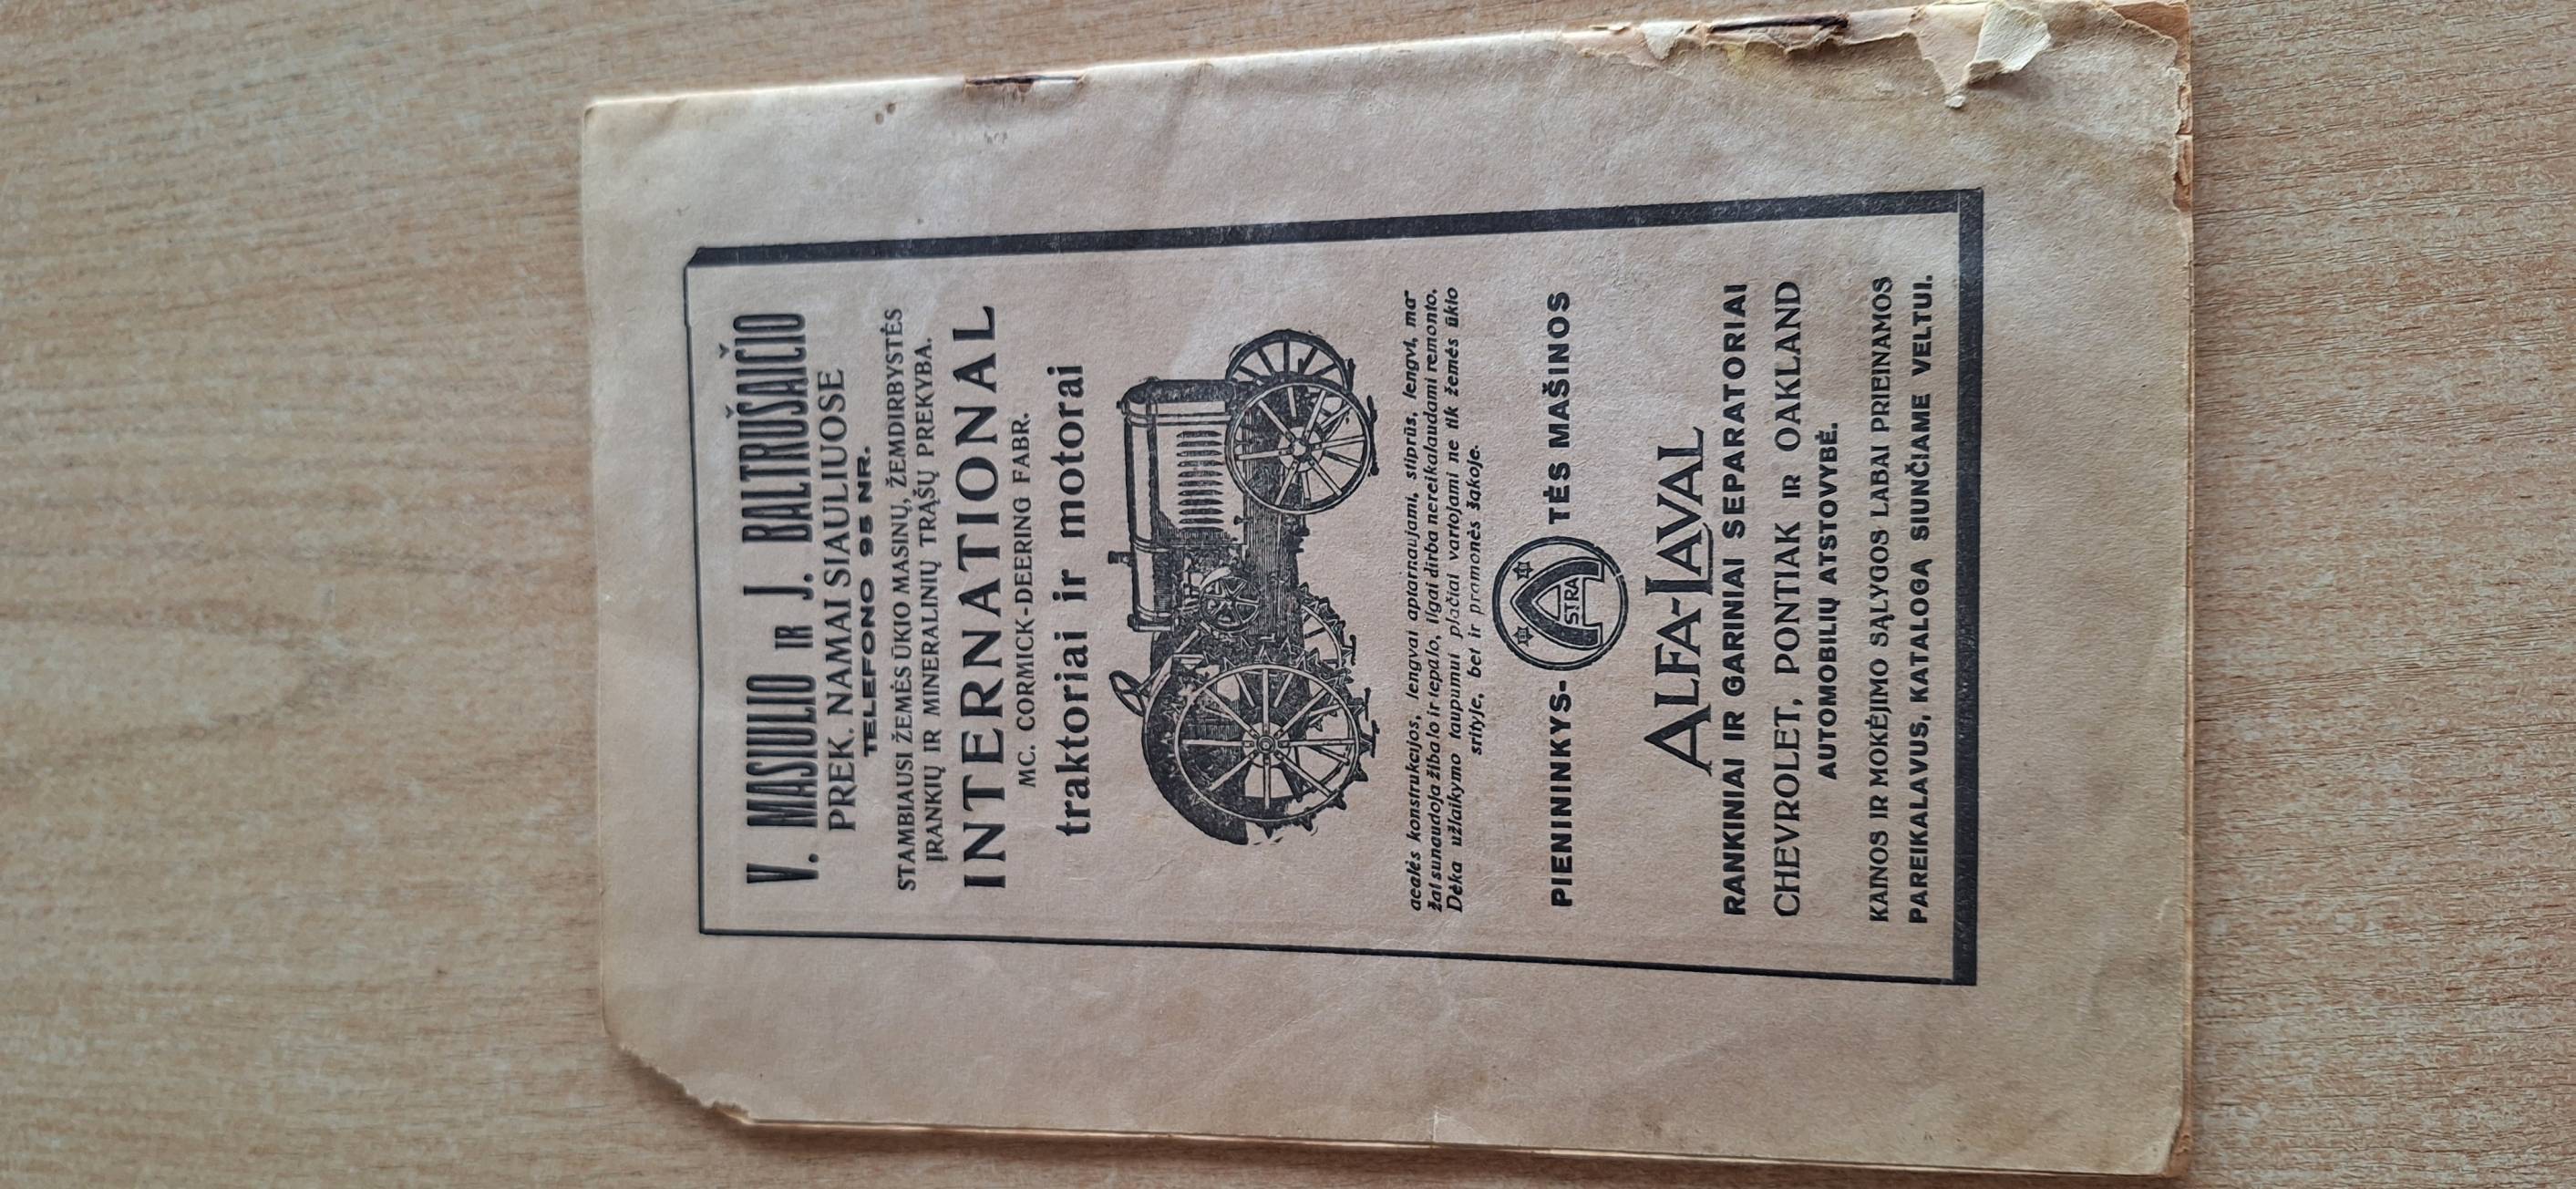 V. MASIULIO IR J. BALTRUŠAIČIO
PREK. NAMAI SIAULIUOSE
TELEFONO 95 NR.
STAMBIAUSI ŽEMĖS ŪKIO MASINŲ, ŽEMDIRBYSTĖS
ĮRANKIŲ IR MINERALINIŲ TRĄŠŲ PREKYBA.
INTERNATIONAL
MC. CORMICK-DEERING FABR.
traktoriai ir motorai
aealės konstrukcijos, lengvai aptarnaujami, stiprūs, lengvi, ma-
žai sunaudoja žibalo ir tepalo, ilgai dirba nereikalaudami remonto.
Dėka užlaikymo taupumui plačiai vartojami ne tik žemės ūkio
srityje, bet ir pramonės šakoje.
PIENININKYS- ASTRA TĖS MAŠINOS
ALFA-LAVAL
RANKINIAI IR GARINIAI SEPARATORIAI
CHEVROLET, PONTIAK IR OAKLAND
AUTOMOBILIŲ ATSTOVYBĖ.
KAINOS IR MOKĖJIMO SĄLYGOS LABAI PRIEINAMOS
PAREIKALAVUS, KATALOGĄ SIUNČIAME VELTUI.